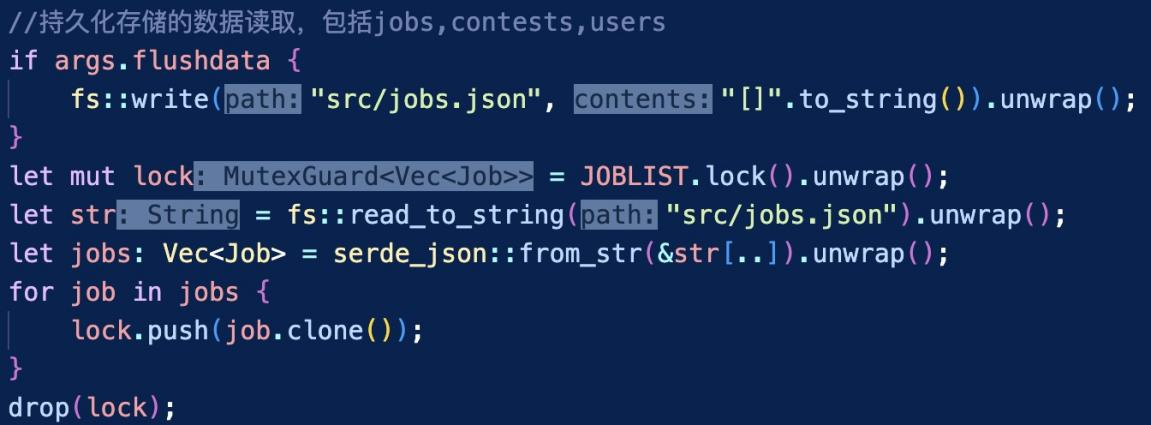 //持久化存储的数据读取，包括jobs,contests,users
if args.flushdata {
    fs::write(path: "src/jobs.json", contents: "[]".to_string()).unwrap();
}
let mut lock: MutexGuard<Vec<Job>> = JOBLIST.lock().unwrap();
let str: String = fs::read_to_string(path: "src/jobs.json").unwrap();
let jobs: Vec<Job> = serde_json::from_str(&str[..]).unwrap();
for job in jobs {
    lock.push(job.clone());
}
drop(lock);